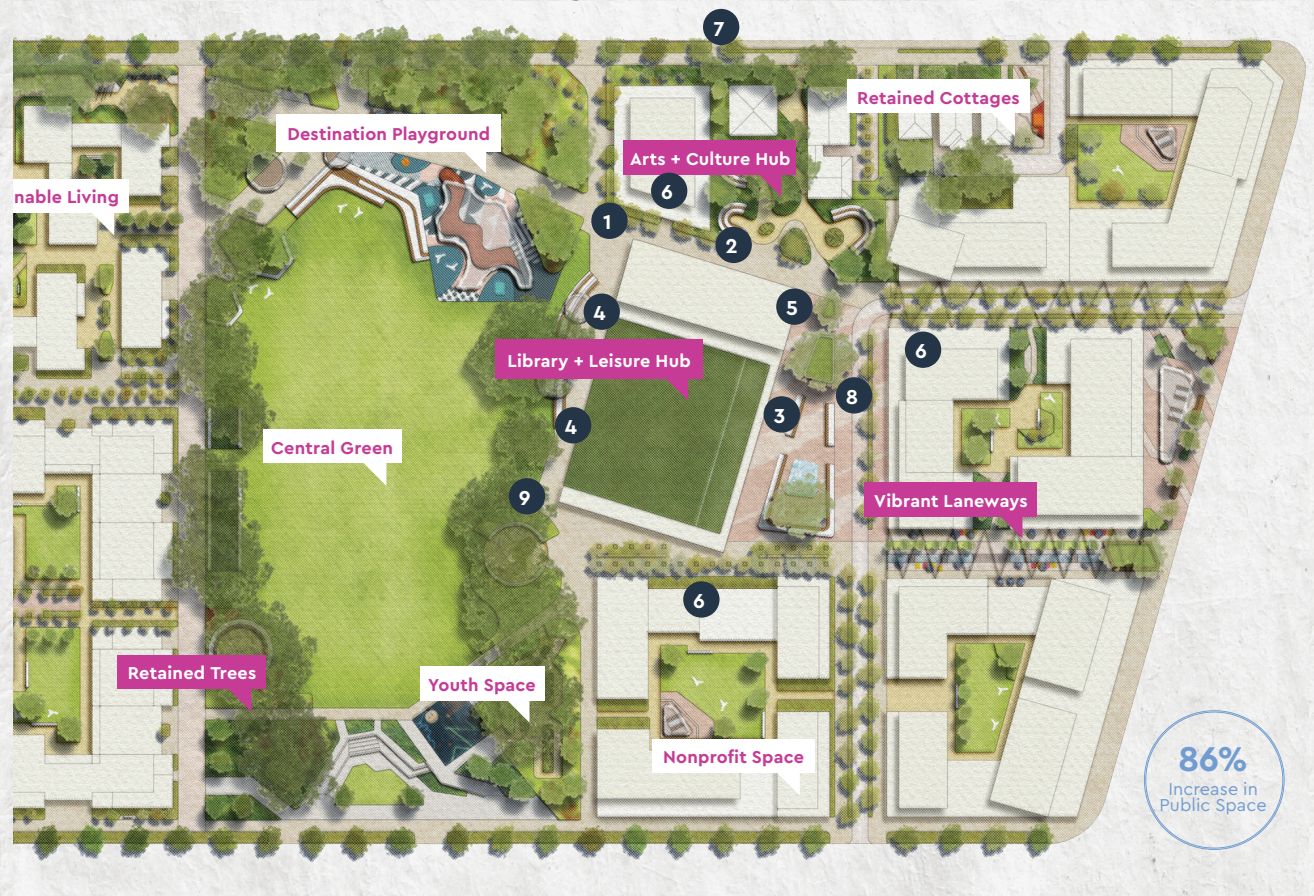 7
Retained Cottages
Destination Playground
Arts + Culture Hub
6
nable Living
1
2
4
5
6
Library + Leisure Hub
8
3
4
Central Green
9
Vibrant Laneways
6
Retained Trees
Youth Space
Nonprofit Space
86%
Increase in
Public Space